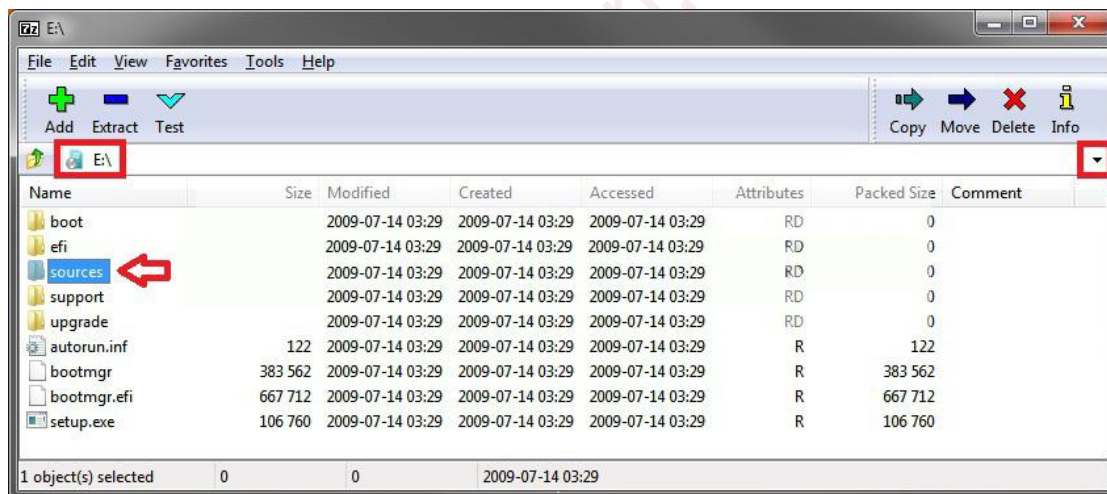 7z E:\
File Edit View Favorites Tools Help
Add Extract Test Copy Move Delete Info
E:\
Name Size Modified Created Accessed Attributes Packed Size Comment
boot 2009-07-14 03:29 2009-07-14 03:29 2009-07-14 03:29 RD 0
efi 2009-07-14 03:29 2009-07-14 03:29 2009-07-14 03:29 RD 0
sources 2009-07-14 03:29 2009-07-14 03:29 2009-07-14 03:29 RD 0
support 2009-07-14 03:29 2009-07-14 03:29 2009-07-14 03:29 RD 0
upgrade 2009-07-14 03:29 2009-07-14 03:29 2009-07-14 03:29 RD 0
autorun.inf 122 2009-07-14 03:29 2009-07-14 03:29 2009-07-14 03:29 R 122
bootmgr 383 562 2009-07-14 03:29 2009-07-14 03:29 2009-07-14 03:29 R 383 562
bootmgr.efi 667 712 2009-07-14 03:29 2009-07-14 03:29 2009-07-14 03:29 R 667 712
setup.exe 106 760 2009-07-14 03:29 2009-07-14 03:29 2009-07-14 03:29 R 106 760
1 object(s) selected 0 0 2009-07-14 03:29